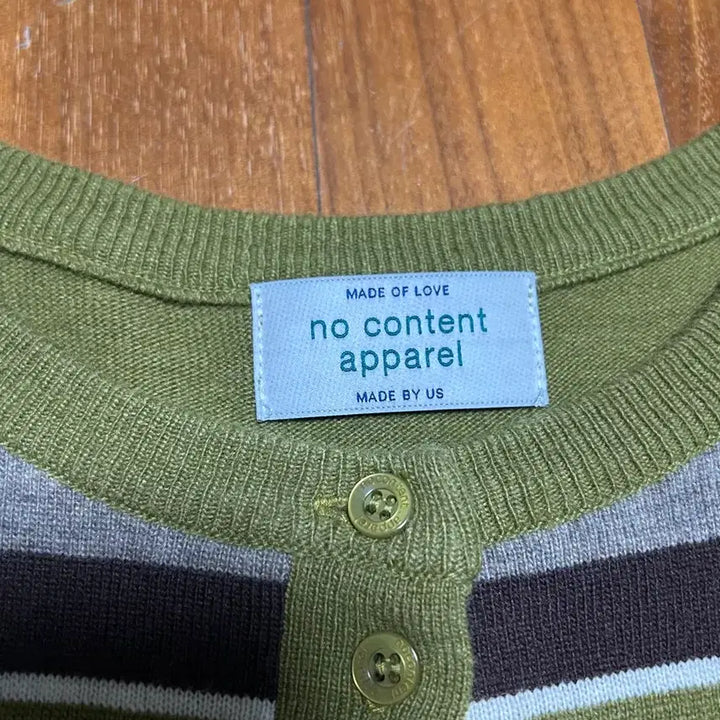 MADE OF LOVE
no content
apparel
MADE BY US